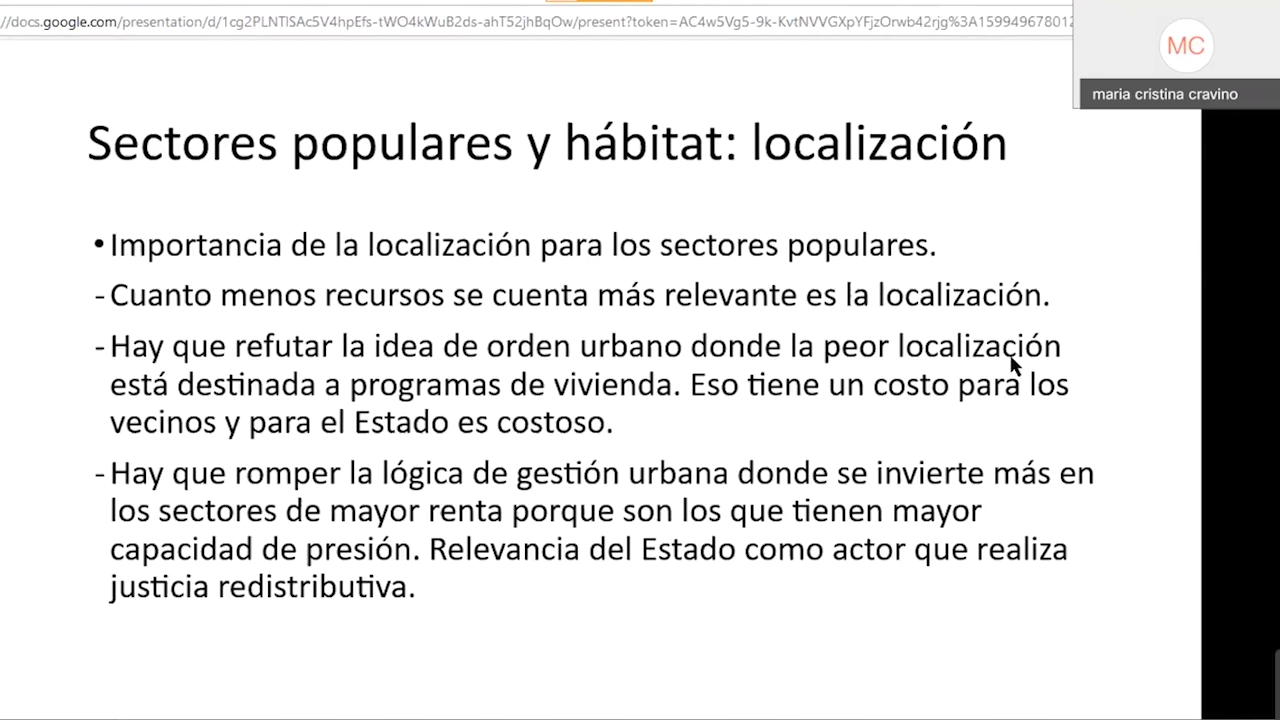 //docs.google.com/presentation/d/1cg2PLNTlSAc5V4hpEfs-tWO4kWuB2ds-ahT52jhBqOw/present?token=AC4w5Vg5-9k-KvtNVVGXpYFjzOrwb42rjg%3A159949678012
MC
maria cristina cravino
Sectores populares y hábitat: localización
•Importancia de la localización para los sectores populares.
-Cuanto menos recursos se cuenta más relevante es la localización.
-Hay que refutar la idea de orden urbano donde la peor localización
está destinada a programas de vivienda. Eso tiene un costo para los
vecinos y para el Estado es costoso.
-Hay que romper la lógica de gestión urbana donde se invierte más en
los sectores de mayor renta porque son los que tienen mayor
capacidad de presión. Relevancia del Estado como actor que realiza
justicia redistributiva.